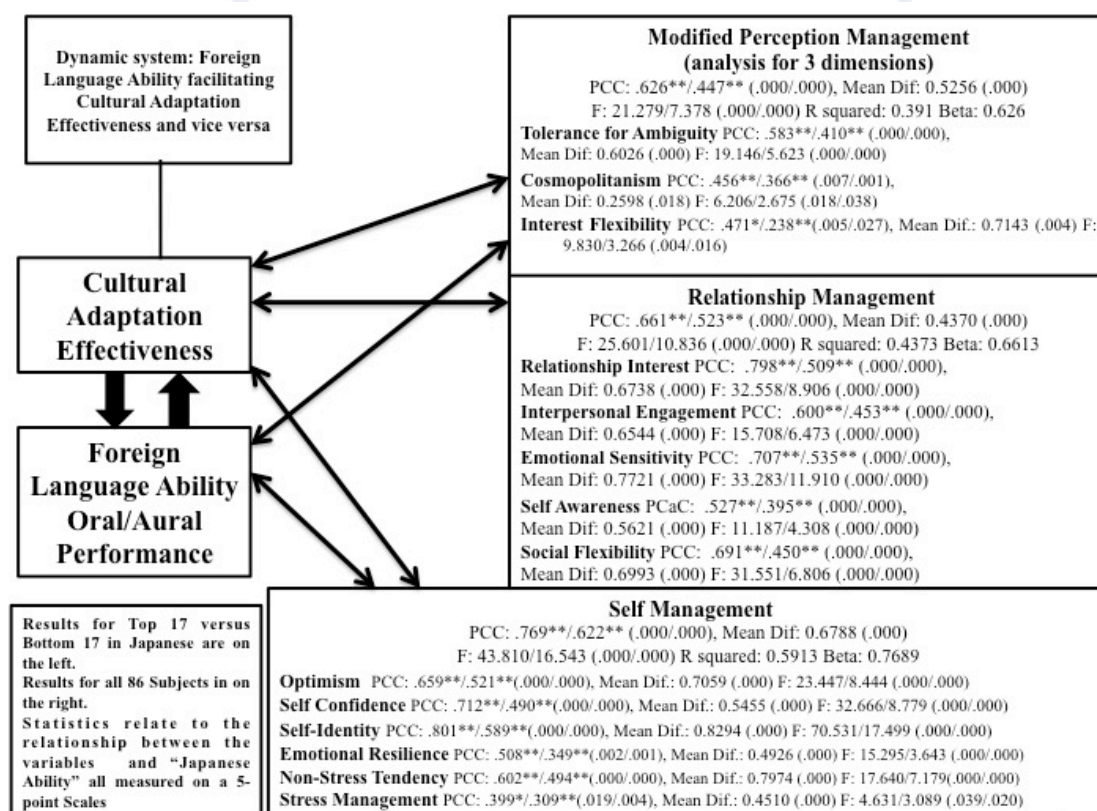 Dynamic system: Foreign
Language Ability facilitating
Cultural Adaptation
Effectiveness and vice versa
Cultural
Adaptation
Effectiveness
Foreign
Language Ability
Oral/Aural
Performance
Results for Top 17 versus
Bottom 17 in Japanese are on
the left.
Results for all 86 Subjects in on
the right.
Statistics relate to the
relationship between the
variables and “Japanese
Ability” all measured on a 5-
point Scales
Modified Perception Management
(analysis for 3 dimensions)
PCC: .626**/.447** (.000/.000), Mean Dif: 0.5256 (.000)
F: 21.279/7.378 (.000/.000) R squared: 0.391 Beta: 0.626
Tolerance for Ambiguity PCC: .583**/.410** (.000/.000),
Mean Dif: 0.6026 (.000) F: 19.146/5.623 (.000/.000)
Cosmopolitanism PCC: .456**/.366** (.007/.001),
Mean Dif: 0.2598 (.018) F: 6.206/2.675 (.018/.038)
Interest Flexibility PCC: .471*/.238**(.005/.027), Mean Dif.: 0.7143 (.004) F:
9.830/3.266 (.004/.016)
Relationship Management
PCC: .661**/.523** (.000/.000), Mean Dif: 0.4370 (.000)
F: 25.601/10.836 (.000/.000) R squared: 0.4373 Beta: 0.6613
Relationship Interest PCC: .798**/.509** (.000/.000),
Mean Dif: 0.6738 (.000) F: 32.558/8.906 (.000/.000)
Interpersonal Engagement PCC: .600**/.453** (.000/.000),
Mean Dif: 0.6544 (.000) F: 15.708/6.473 (.000/.000)
Emotional Sensitivity PCC: .707**/.535** (.000/.000),
Mean Dif: 0.7721 (.000) F: 33.283/11.910 (.000/.000)
Self Awareness PCaC: .527**/.395** (.000/.000),
Mean Dif: 0.5621 (.000) F: 11.187/4.308 (.000/.000)
Social Flexibility PCC: .691**/.450** (.000/.000),
Mean Dif: 0.6993 (.000) F: 31.551/6.806 (.000/.000)
Self Management
PCC: .769**/.622** (.000/.000), Mean Dif: 0.6788 (.000)
F: 43.810/16.543 (.000/.000) R squared: 0.5913 Beta: 0.7689
Optimism PCC: .659**/.521**(.000/.000), Mean Dif.: 0.7059 (.000) F: 23.447/8.444 (.000/.000)
Self Confidence PCC: .712**/.490**(.000/.000), Mean Dif.: 0.5455 (.000) F: 32.666/8.779 (.000/.000)
Self-Identity PCC: .801**/.589**(.000/.000), Mean Dif.: 0.8294 (.000) F: 70.531/17.499 (.000/.000)
Emotional Resilience PCC: .508**/.349**(.002/.001), Mean Dif.: 0.4926 (.000) F: 15.295/3.643 (.000/.000)
Non-Stress Tendency PCC: .602**/.494**(.000/.000), Mean Dif.: 0.7974 (.000) F: 17.640/7.179(.000/.000)
Stress Management PCC: .399*/.309**(.019/.004), Mean Dif.: 0.4510 (.000) F: 4.631/3.089 (.039/.020)